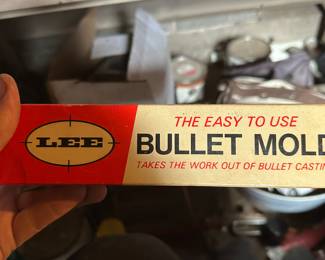 LEE
THE EASY TO USE
BULLET MOLD
TAKES THE WORK OUT OF BULLET CASTIN